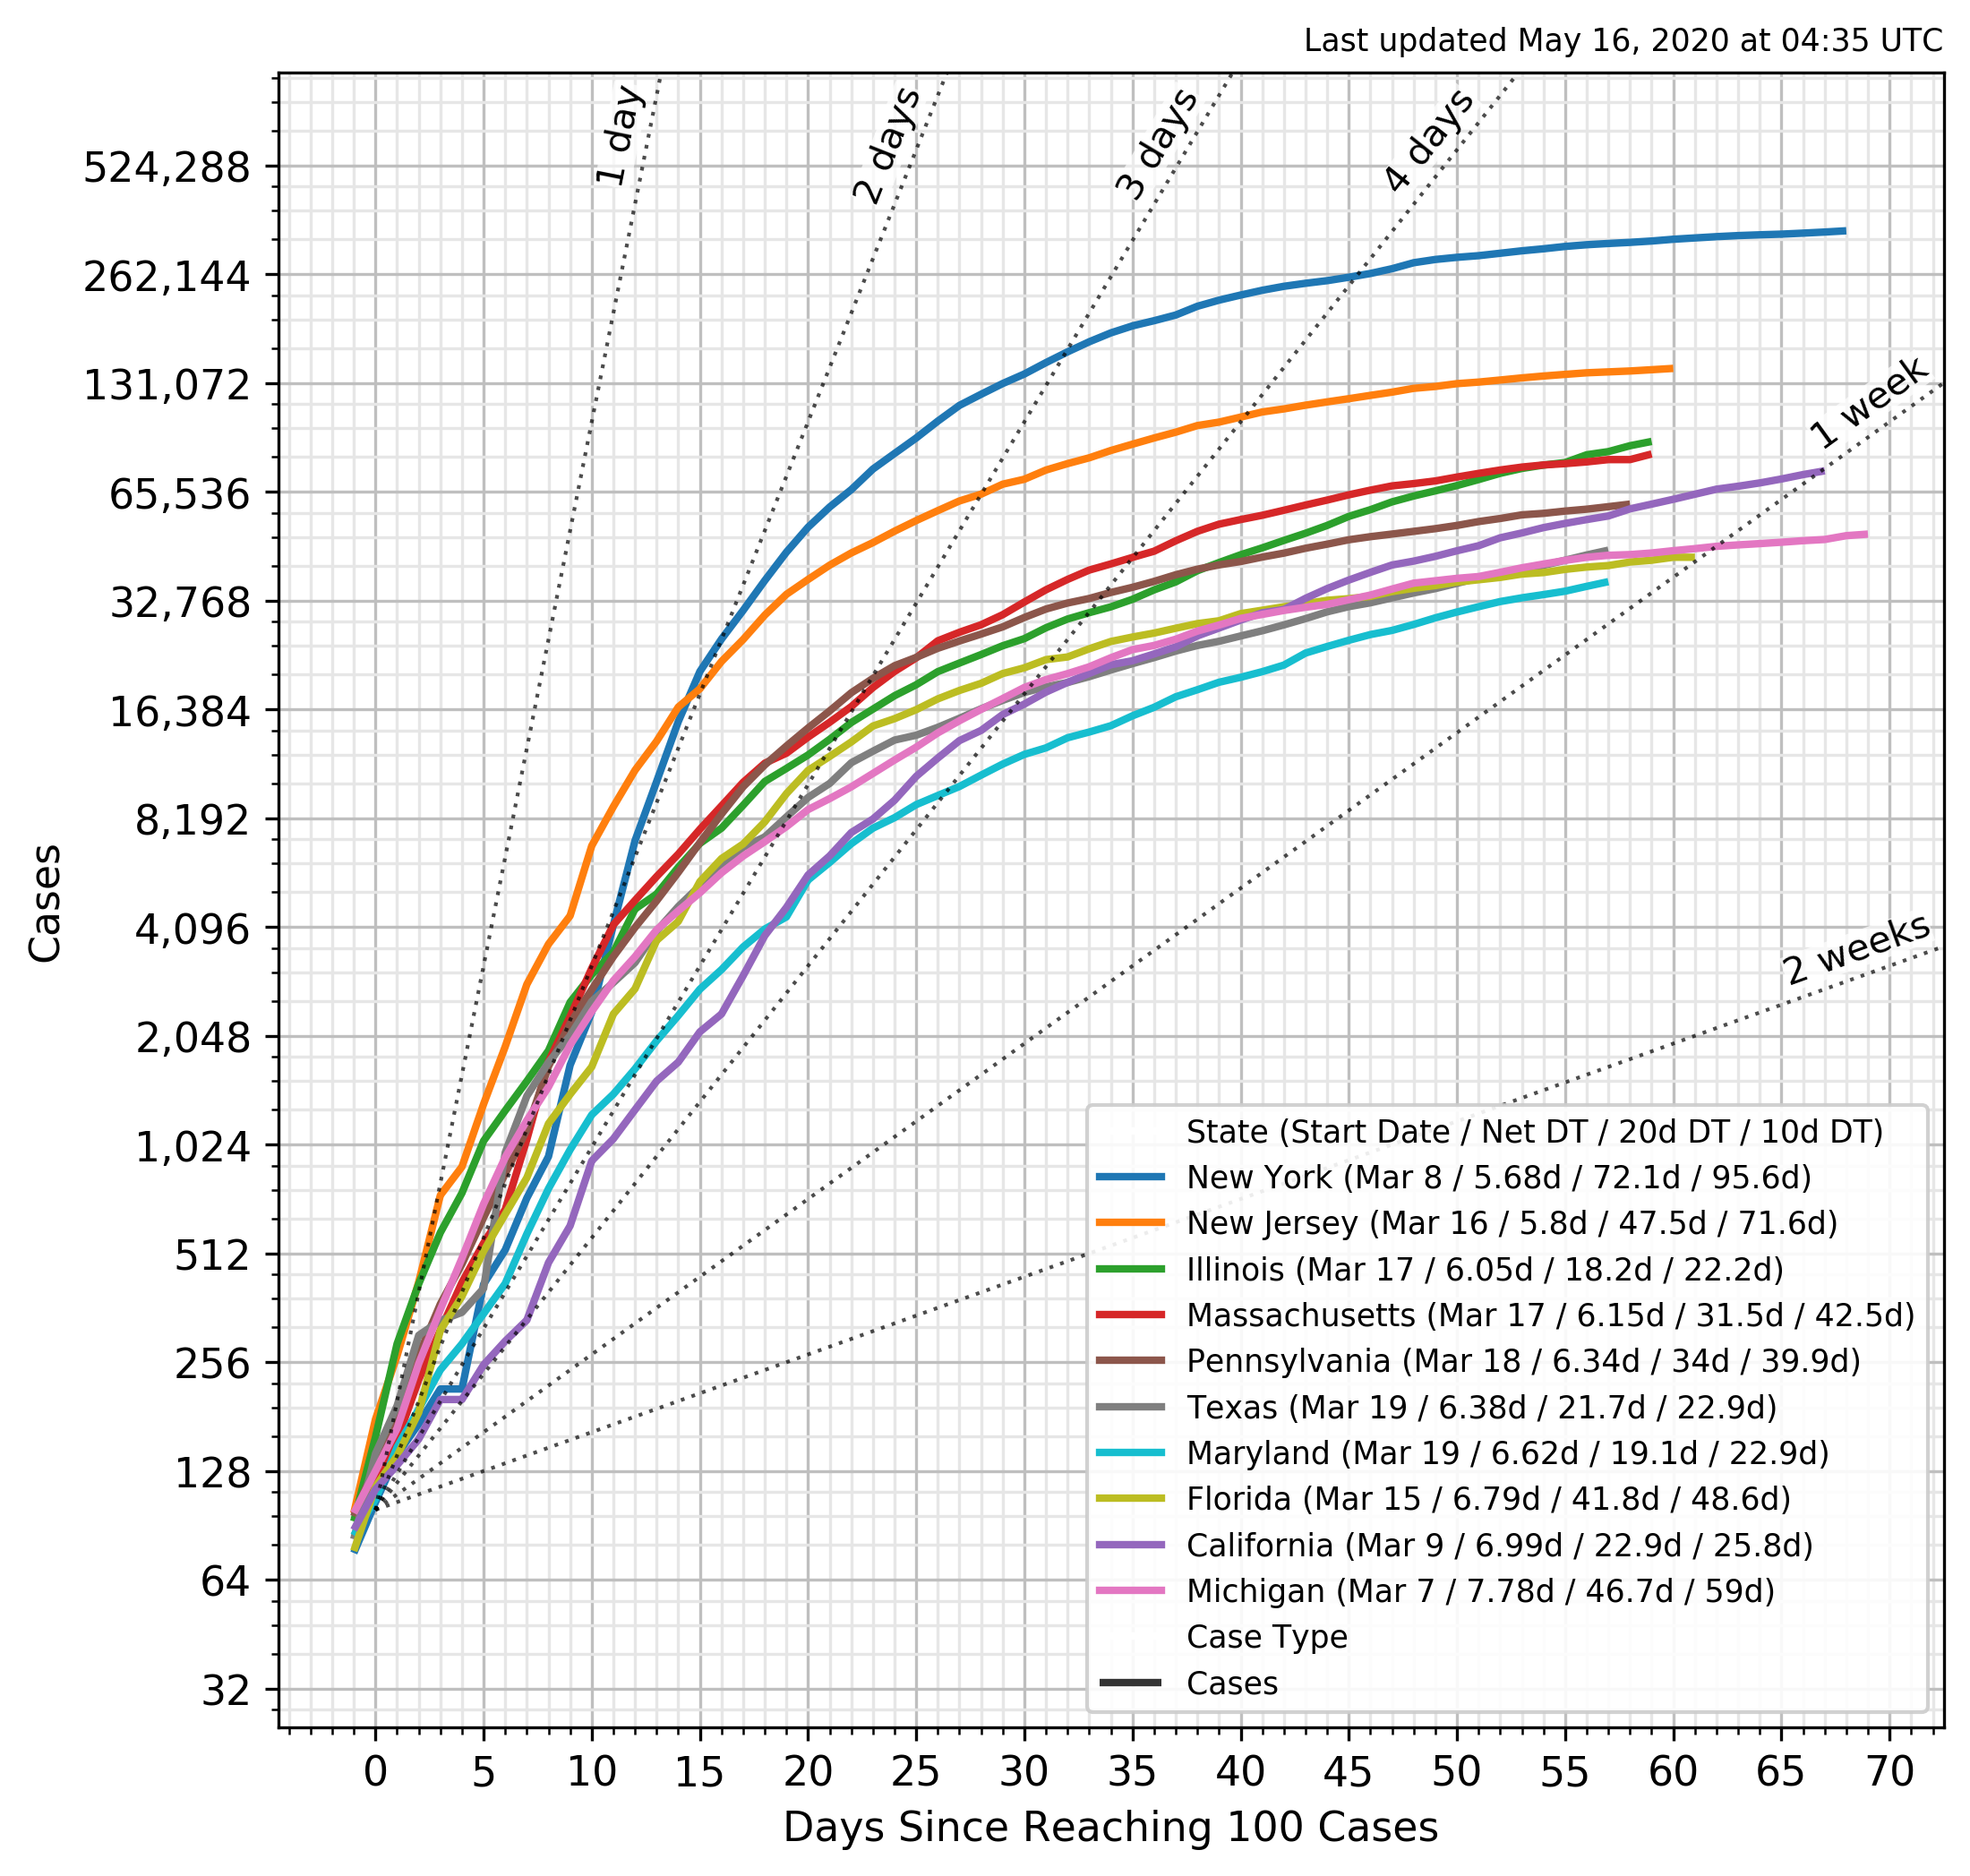 Last updated May 16, 2020 at 04:35 UTC
1 day
2 days
3 days
4 days
1 week
2 weeks
524,288
262,144
131,072
65,536
32,768
16,384
8,192
4,096
2,048
1,024
512
256
128
64
32
Cases
State (Start Date / Net DT / 20d DT / 10d DT)
New York (Mar 8 / 5.68d / 72.1d / 95.6d)
New Jersey (Mar 16 / 5.8d / 47.5d / 71.6d)
Illinois (Mar 17 / 6.05d / 18.2d / 22.2d)
Massachusetts (Mar 17 / 6.15d / 31.5d / 42.5d)
Pennsylvania (Mar 18 / 6.34d / 34d / 39.9d)
Texas (Mar 19 / 6.38d / 21.7d / 22.9d)
Maryland (Mar 19 / 6.62d / 19.1d / 22.9d)
Florida (Mar 15 / 6.79d / 41.8d / 48.6d)
California (Mar 9 / 6.99d / 22.9d / 25.8d)
Michigan (Mar 7 / 7.78d / 46.7d / 59d)
Case Type
Cases
0 5 10 15 20 25 30 35 40 45 50 55 60 65 70
Days Since Reaching 100 Cases